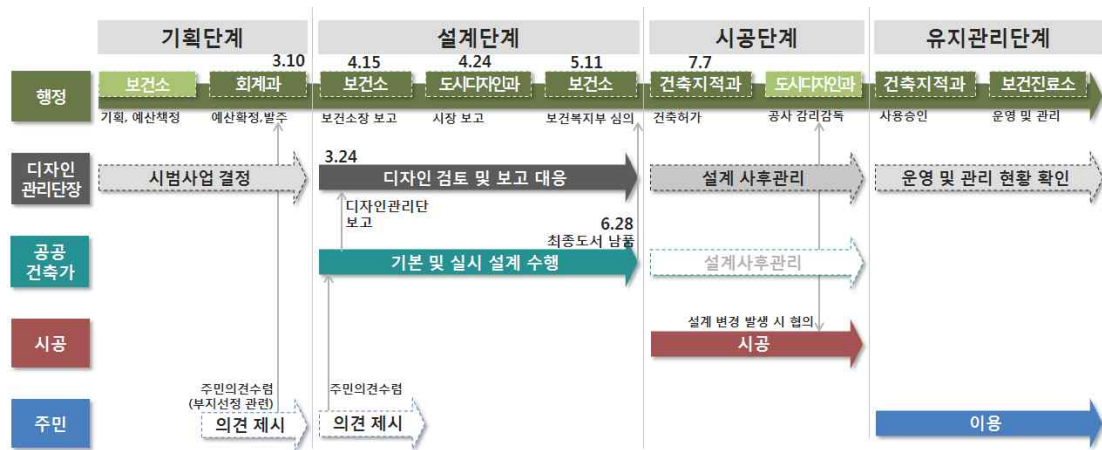 기획단계
설계단계
시공단계
유지관리단계
3.10
4.15
4.24
5.11
7.7
행정
보건소
회계과
보건소
도시디자인과
보건소
건축지적과
도시디자인과
건축지적과
보건진료소
기획, 예산책정
예산확정,발주
보건소장 보고
시장 보고
보건복지부 심의
건축허가
공사 감리감독
사용승인
운영 및 관리
디자인
관리단장
3.24
시범사업 결정
디자인 검토 및 보고 대응
설계 사후관리
운영 및 관리 현황 확인
디자인관리단
보고
6.28
최종도서 납품
공공
건축가
기본 및 실시 설계 수행
설계사후관리
설계 변경 발생 시 협의
시공
시공
주민의견수렴
(부지선정 관련)
주민의견수렴
주민
의견 제시
의견 제시
이용